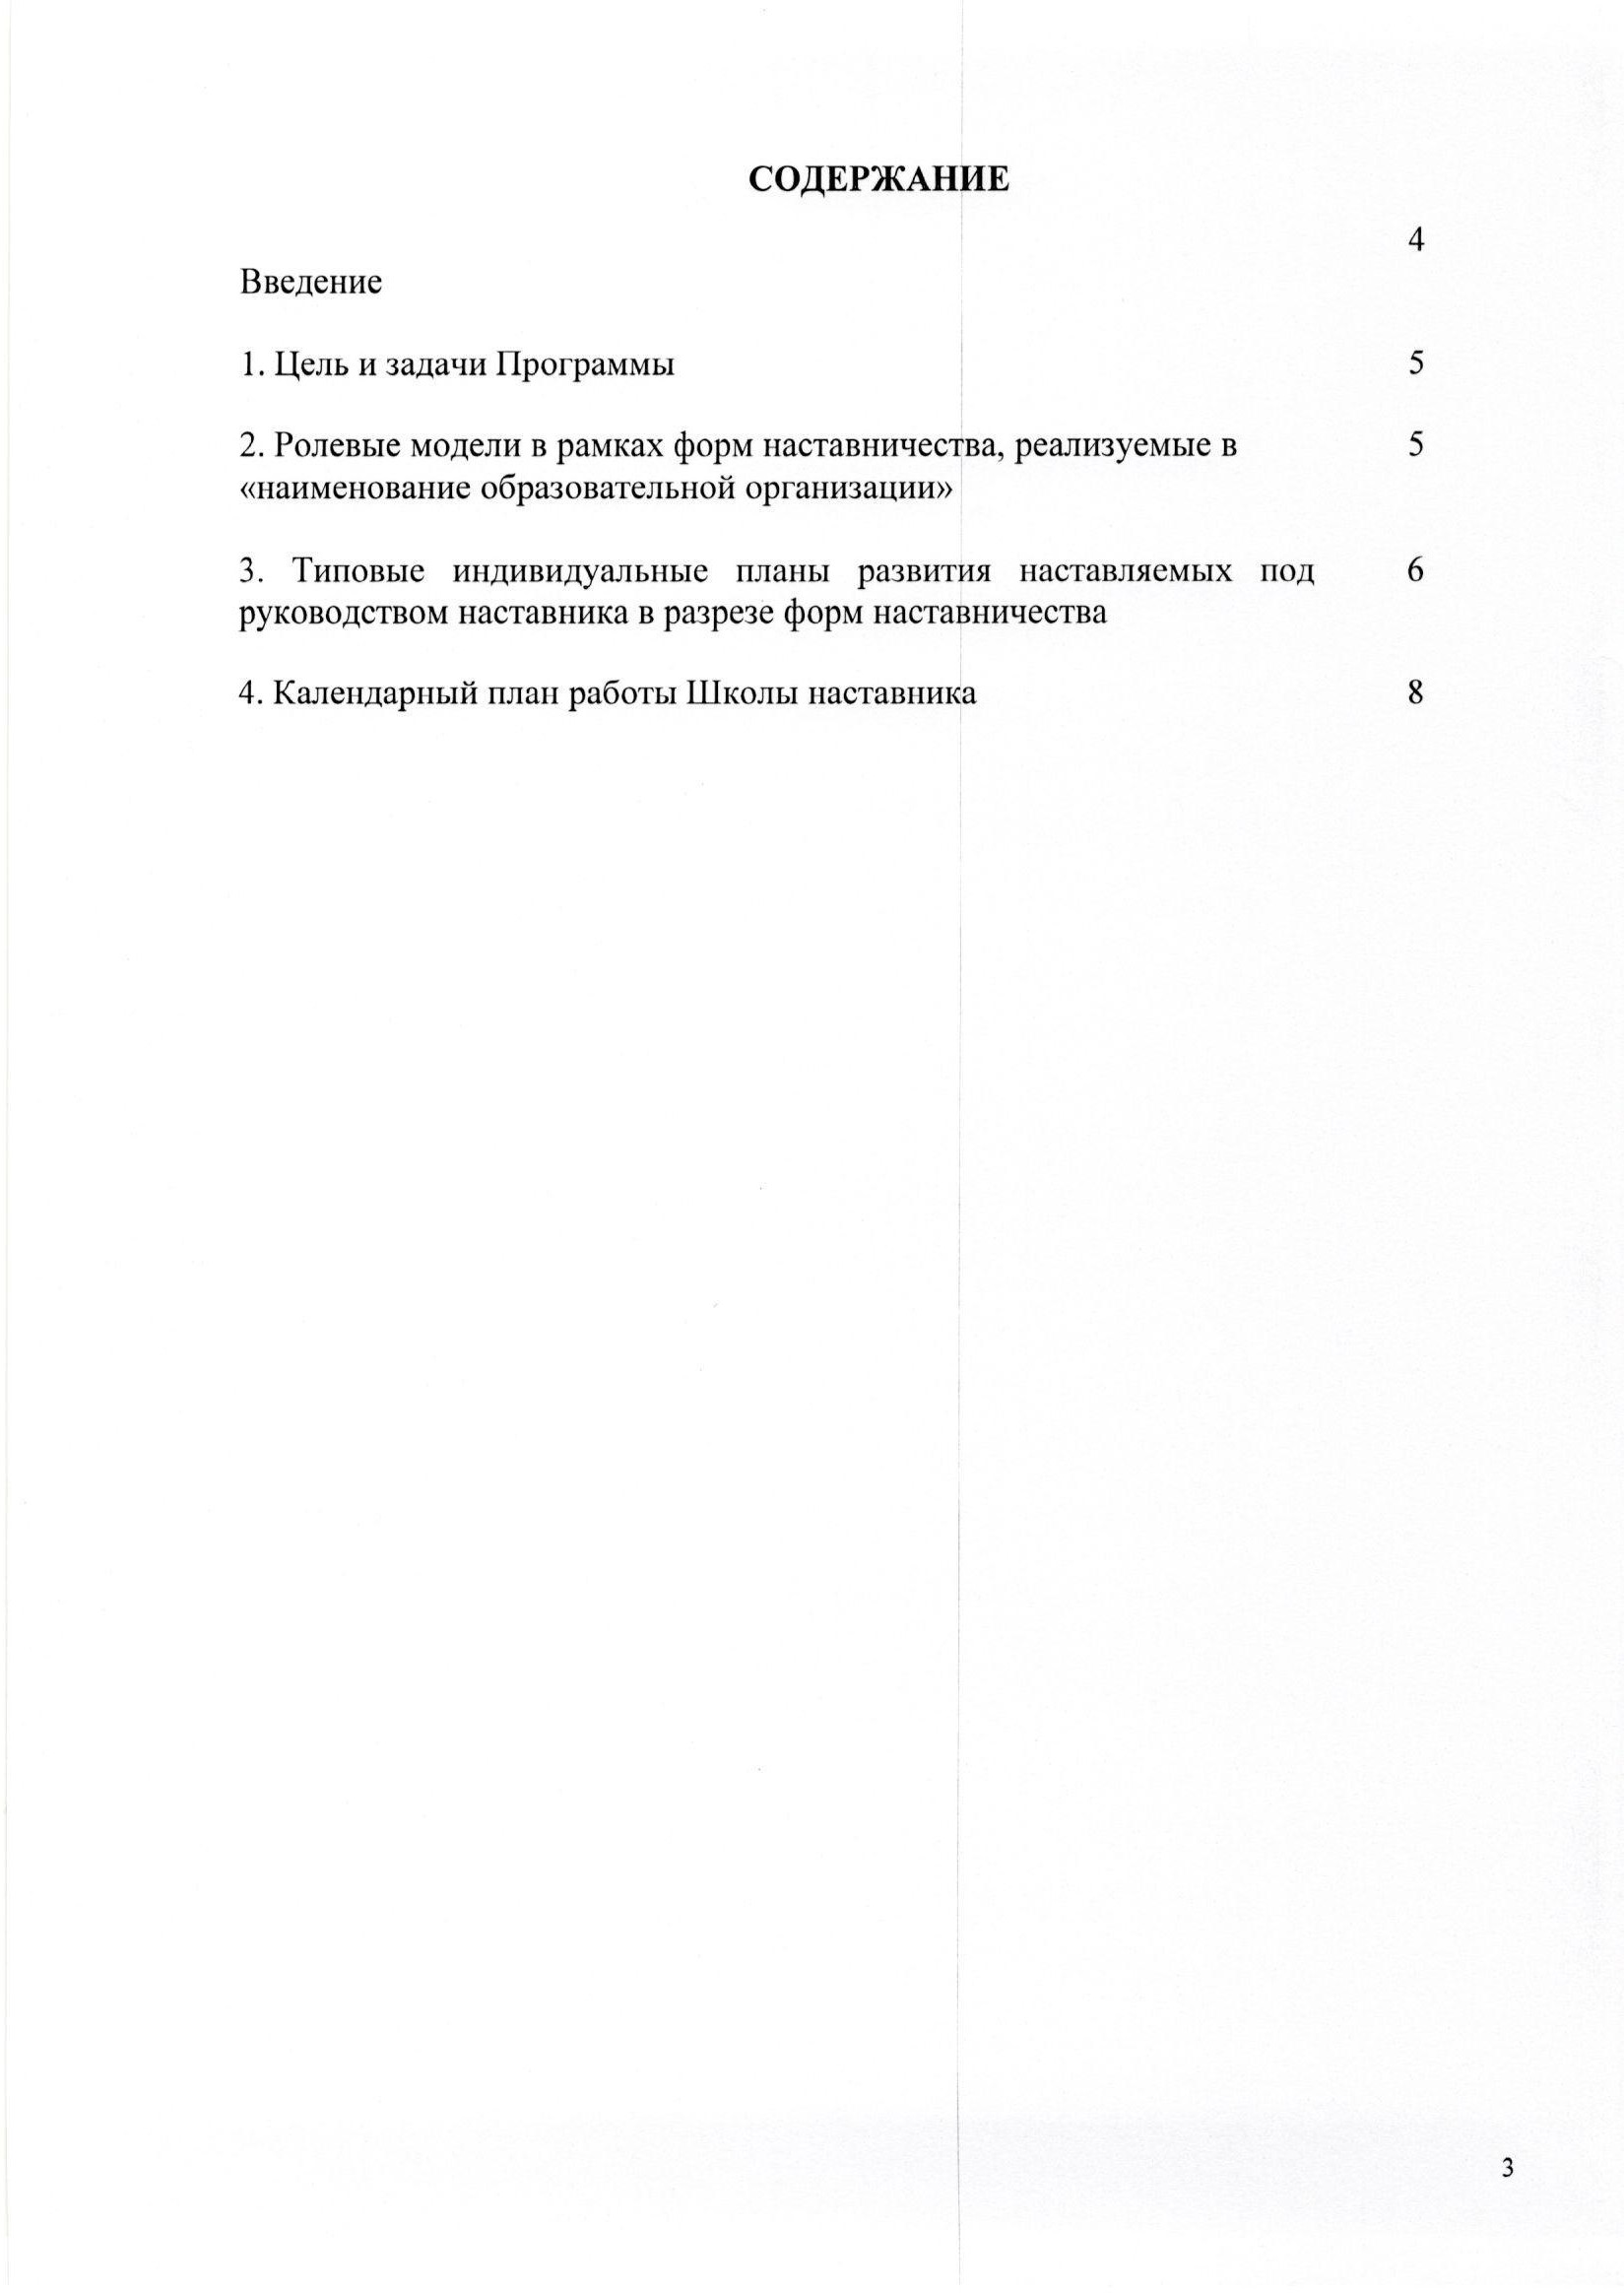 СОДЕРЖАНИЕ
4
Введение
1. Цель и задачи Программы 5
2. Ролевые модели в рамках форм наставничества, реализуемые в 5
«наименование образовательной организации»
3. Типовые индивидуальные планы развития наставляемых под 6
руководством наставника в разрезе форм наставничества
4. Календарный план работы Школы наставника 8
3